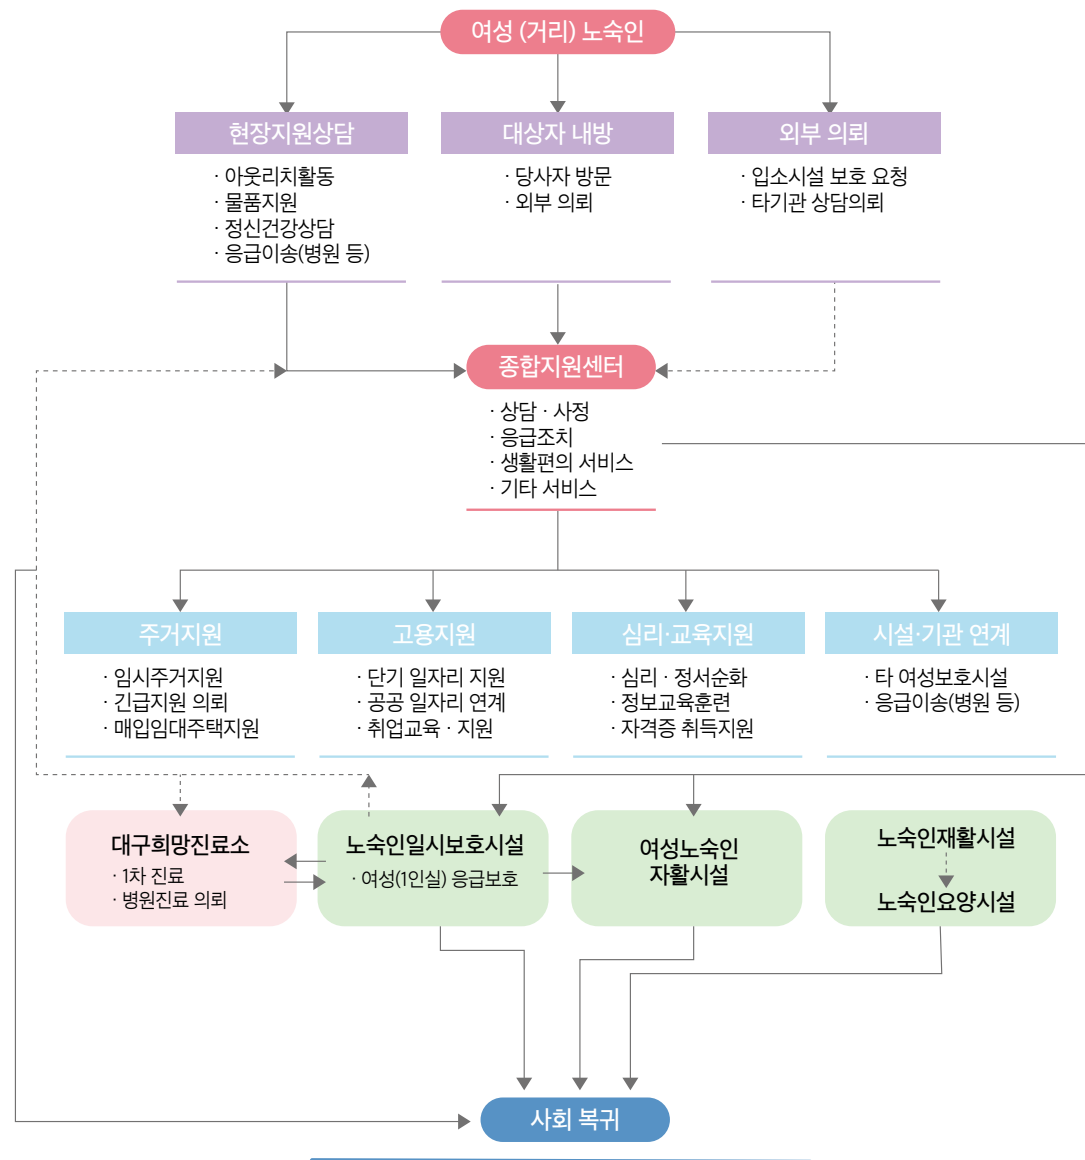 여성 (거리) 노숙인
현장지원상담
· 아웃리치활동
· 물품지원
· 정신건강상담
· 응급이송(병원 등)
대상자 내방
· 당사자 방문
· 외부 의뢰
외부 의뢰
· 입소시설 보호 요청
· 타기관 상담의뢰
종합지원센터
· 상담 · 사정
· 응급조치
· 생활편의 서비스
· 기타 서비스
주거지원
· 임시주거지원
· 긴급지원 의뢰
· 매입임대주택지원
고용지원
· 단기 일자리 지원
· 공공 일자리 연계
· 취업교육 · 지원
심리·교육지원
· 심리 · 정서순화
· 정보교육훈련
· 자격증 취득지원
시설·기관 연계
· 타 여성보호시설
· 응급이송(병원 등)
대구희망진료소
· 1차 진료
· 병원진료 의뢰
노숙인일시보호시설
· 여성(1인실) 응급보호
여성노숙인
자활시설
노숙인재활시설
노숙인요양시설
사회 복귀